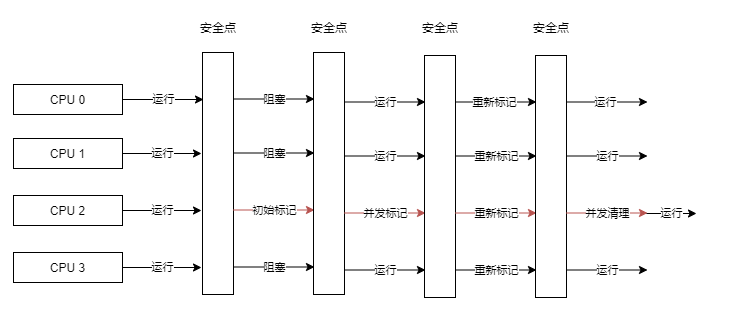 安全点 安全点 安全点 安全点
CPU 0 运行 阻塞 运行 重新标记 运行
CPU 1 运行 阻塞 运行 重新标记 运行
CPU 2 运行 初始标记 并发标记 重新标记 并发清理 运行
CPU 3 运行 阻塞 运行 重新标记 运行